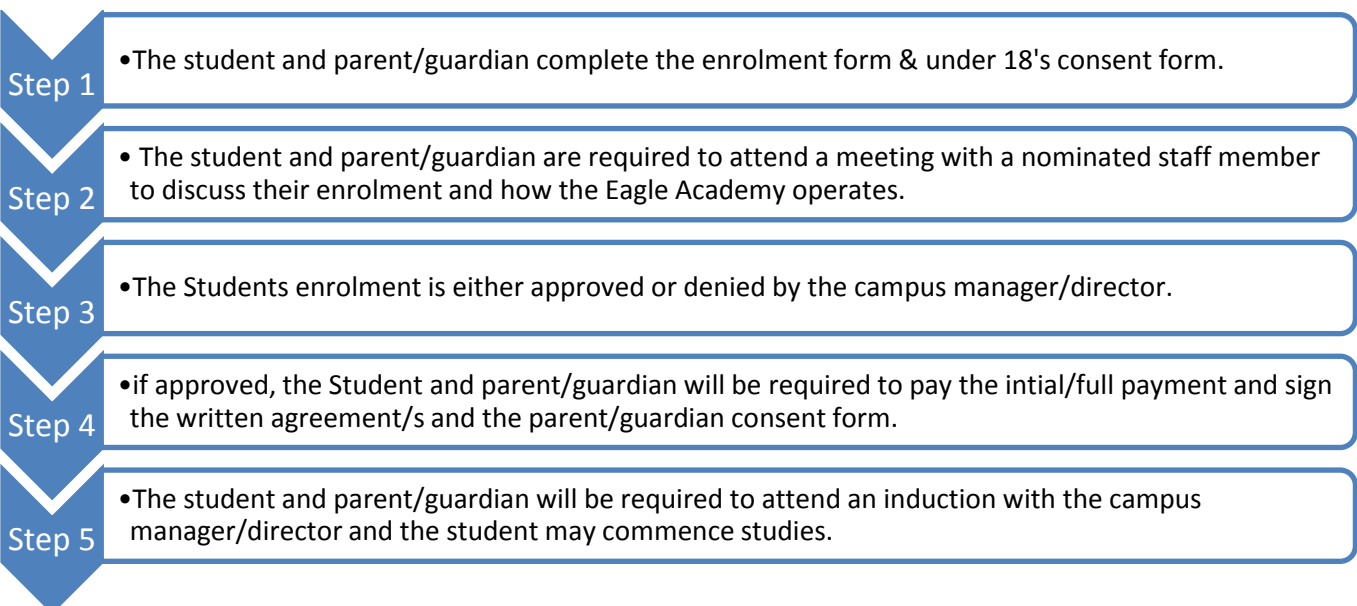 Step 1
•The student and parent/guardian complete the enrolment form & under 18's consent form.
Step 2
• The student and parent/guardian are required to attend a meeting with a nominated staff member
to discuss their enrolment and how the Eagle Academy operates.
Step 3
•The Students enrolment is either approved or denied by the campus manager/director.
Step 4
•if approved, the Student and parent/guardian will be required to pay the intial/full payment and sign
the written agreement/s and the parent/guardian consent form.
Step 5
•The student and parent/guardian will be required to attend an induction with the campus
manager/director and the student may commence studies.